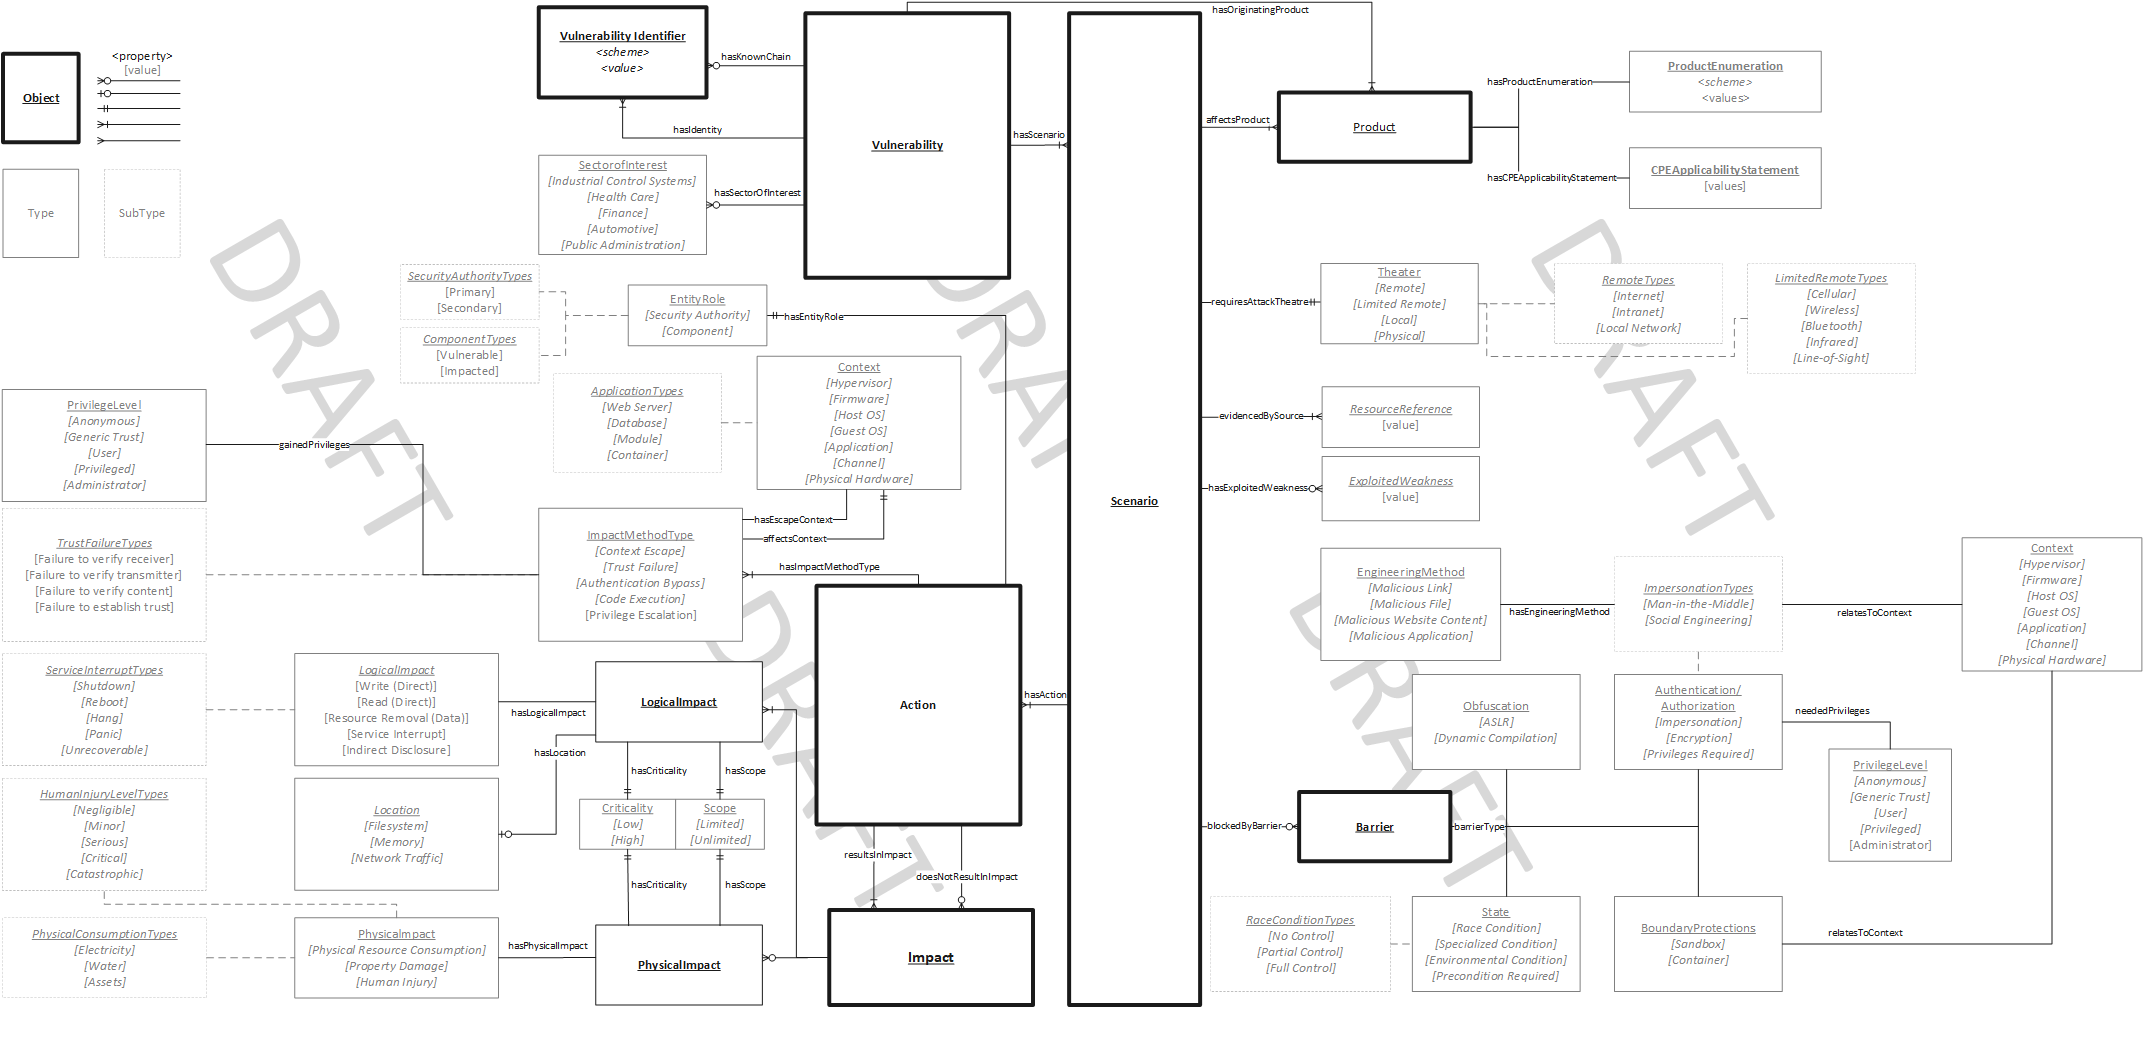 <property>
[value]
Object
Type
SubType
Vulnerability Identifier
<scheme>
<value>
hasKnownChain
hasIdentity
SectorofInterest
[Industrial Control Systems]
[Health Care]
[Finance]
[Automotive]
[Public Administration]
hasSectorOfInterest
Vulnerability
hasOriginatingProduct
hasScenario
Scenario
affectsProduct
Product
hasProductEnumeration
ProductEnumeration
<scheme>
<values>
hasCPEApplicabilityStatement
CPEApplicabilityStatement
[values]
SecurityAuthorityTypes
[Primary]
[Secondary]
ComponentTypes
[Vulnerable]
[Impacted]
EntityRole
[Security Authority]
[Component]
hasEntityRole
requiresAttackTheatre
Theater
[Remote]
[Limited Remote]
[Local]
[Physical]
RemoteTypes
[Internet]
[Intranet]
[Local Network]
LimitedRemoteTypes
[Cellular]
[Wireless]
[Bluetooth]
[Infrared]
[Line-of-Sight]
ApplicationTypes
[Web Server]
[Database]
[Module]
[Container]
Context
[Hypervisor]
[Firmware]
[Host OS]
[Guest OS]
[Application]
[Channel]
[Physical Hardware]
hasEscapeContext
affectsContext
PrivilegeLevel
[Anonymous]
[Generic Trust]
[User]
[Privileged]
[Administrator]
gainedPrivileges
evidencedBySource
ResourceReference
[value]
hasExploitedWeakness
ExploitedWeakness
[value]
TrustFailureTypes
[Failure to verify receiver]
[Failure to verify transmitter]
[Failure to verify content]
[Failure to establish trust]
ImpactMethodType
[Context Escape]
[Trust Failure]
[Authentication Bypass]
[Code Execution]
[Privilege Escalation]
hasImpactMethodType
EngineeringMethod
[Malicious Link]
[Malicious File]
[Malicious Website Content]
[Malicious Application]
hasEngineeringMethod
ImpersonationTypes
[Man-in-the-Middle]
[Social Engineering]
relatesToContext
Context
[Hypervisor]
[Firmware]
[Host OS]
[Guest OS]
[Application]
[Channel]
[Physical Hardware]
ServiceInterruptTypes
[Shutdown]
[Reboot]
[Hang]
[Panic]
[Unrecoverable]
LogicalImpact
[Write (Direct)]
[Read (Direct)]
[Resource Removal (Data)]
[Service Interrupt]
[Indirect Disclosure]
hasLogicalImpact
LogicalImpact
hasLocation
hasCriticality
hasScope
Action
hasAction
Obfuscation
[ASLR]
[Dynamic Compilation]
Authentication/
Authorization
[Impersonation]
[Encryption]
[Privileges Required]
neededPrivileges
PrivilegeLevel
[Anonymous]
[Generic Trust]
[User]
[Privileged]
[Administrator]
HumanInjuryLevelTypes
[Negligible]
[Minor]
[Serious]
[Critical]
[Catastrophic]
Location
[Filesystem]
[Memory]
[Network Traffic]
Criticality
[Low]
[High]
Scope
[Limited]
[Unlimited]
blockedByBarrier
Barrier
barrierType
resultsInImpact
doesNotResultInImpact
hasCriticality
hasScope
PhysicalConsumptionTypes
[Electricity]
[Water]
[Assets]
PhysicaImpact
[Physical Resource Consumption]
[Property Damage]
[Human Injury]
hasPhysicalImpact
PhysicalImpact
Impact
RaceConditionTypes
[No Control]
[Partial Control]
[Full Control]
State
[Race Condition]
[Specialized Condition]
[Environmental Condition]
[Precondition Required]
BoundaryProtections
[Sandbox]
[Container]
relatesToContext
DRAFT
DRAFT
DRAFT
DRAFT
DRAFT